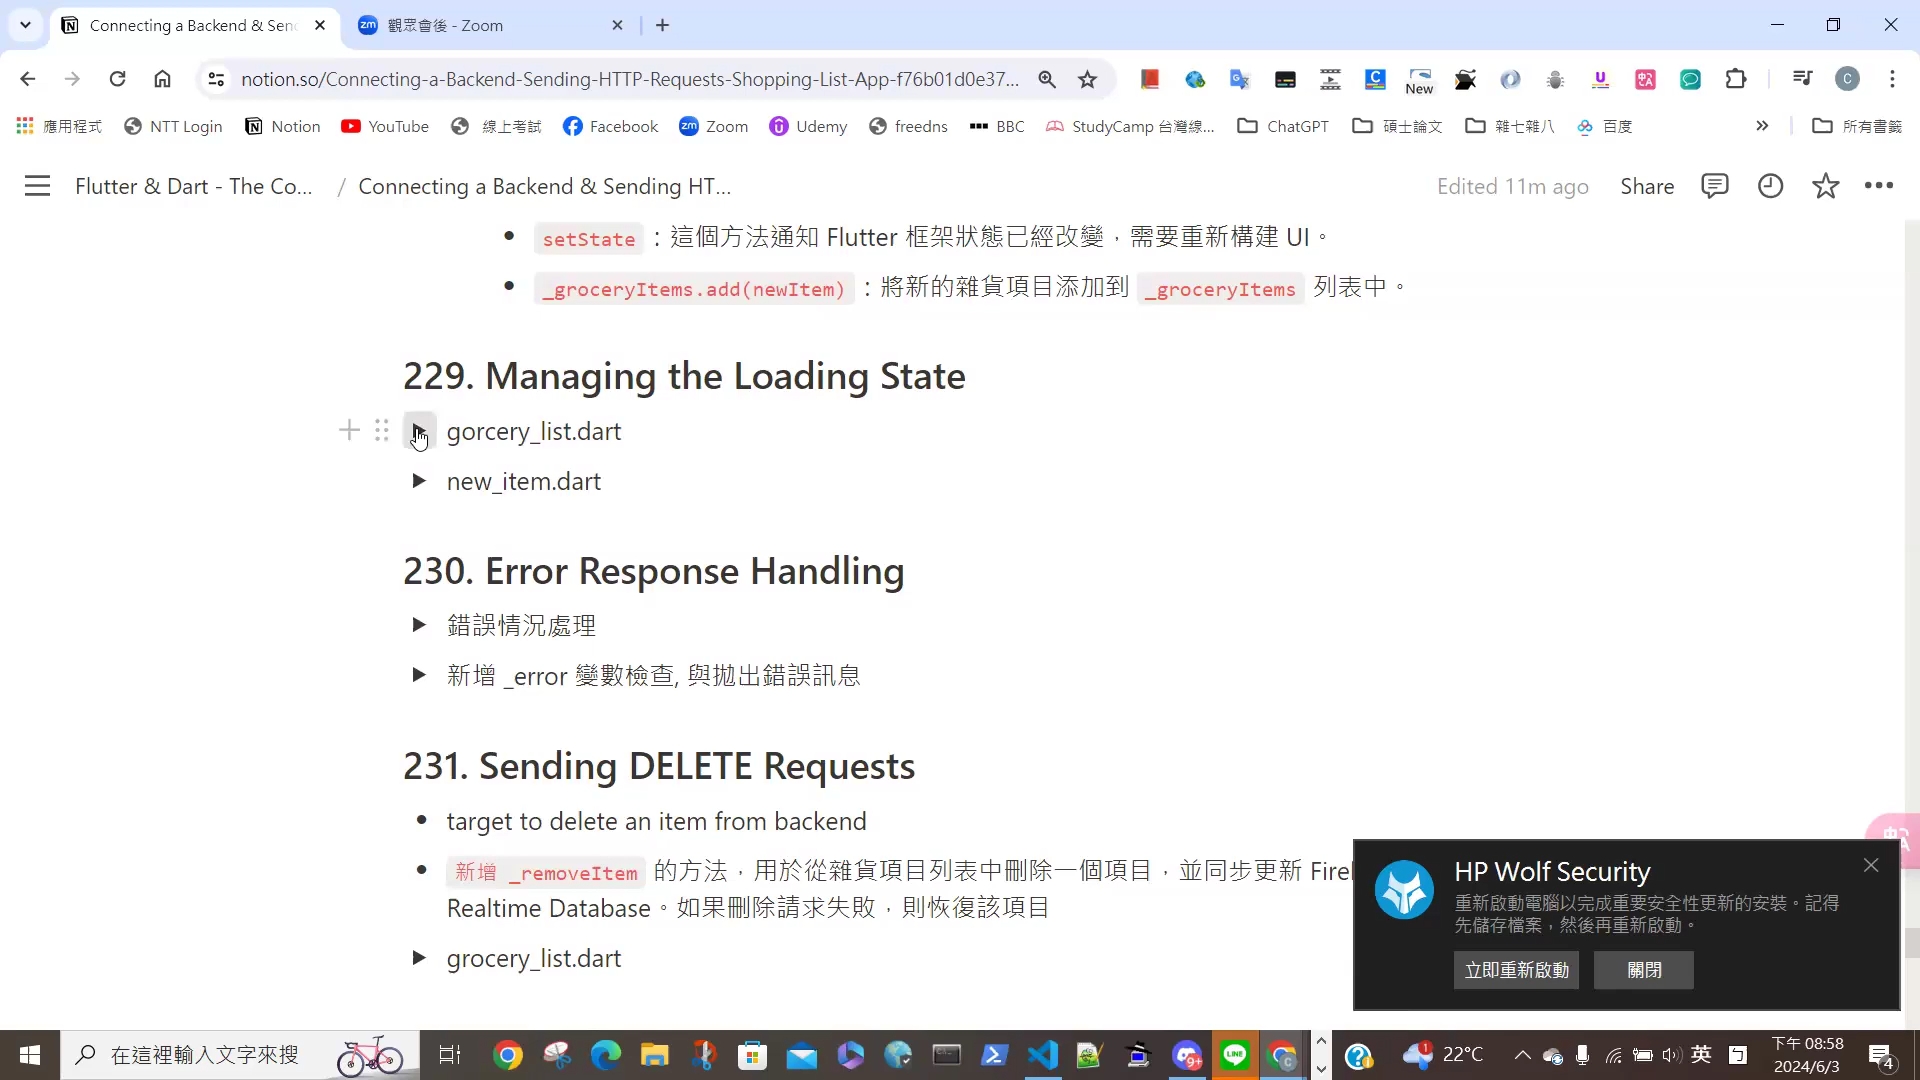 Connecting a Backend & Senc
觀眾會後 - Zoom
notion.so/Connecting-a-Backend-Sending-HTTP-Requests-Shopping-List-App-f76b01d0e37...
New
C
應用程式
NTT Login
Notion
YouTube
線上考試
Facebook
Zoom
Udemy
freedns
BBC
StudyCamp 台灣線...
ChatGPT
碩士論文
雜七雜八
百度
所有書籤
Flutter & Dart - The Co... / Connecting a Backend & Sending HT...
Edited 11m ago
Share
setState：這個方法通知 Flutter 框架狀態已經改變，需要重新構建 UI。
_groceryItems.add(newItem)：將新的雜貨項目添加到 _groceryItems 列表中。
229. Managing the Loading State
gorcery_list.dart
new_item.dart
230. Error Response Handling
錯誤情況處理
新增 _error 變數檢查, 與拋出錯誤訊息
231. Sending DELETE Requests
target to delete an item from backend
新增 _removeItem 的方法，用於從雜貨項目列表中刪除一個項目，並同步更新
Realtime Database。如果刪除請求失敗，則恢復該項目
grocery_list.dart
HP Wolf Security
重新啟動電腦以完成重要安全性更新的安裝。記得
先儲存檔案，然後再重新啟動。
立即重新啟動
關閉
在這裡輸入文字來搜
22°C
英
下午 08:58
2024/6/3
4